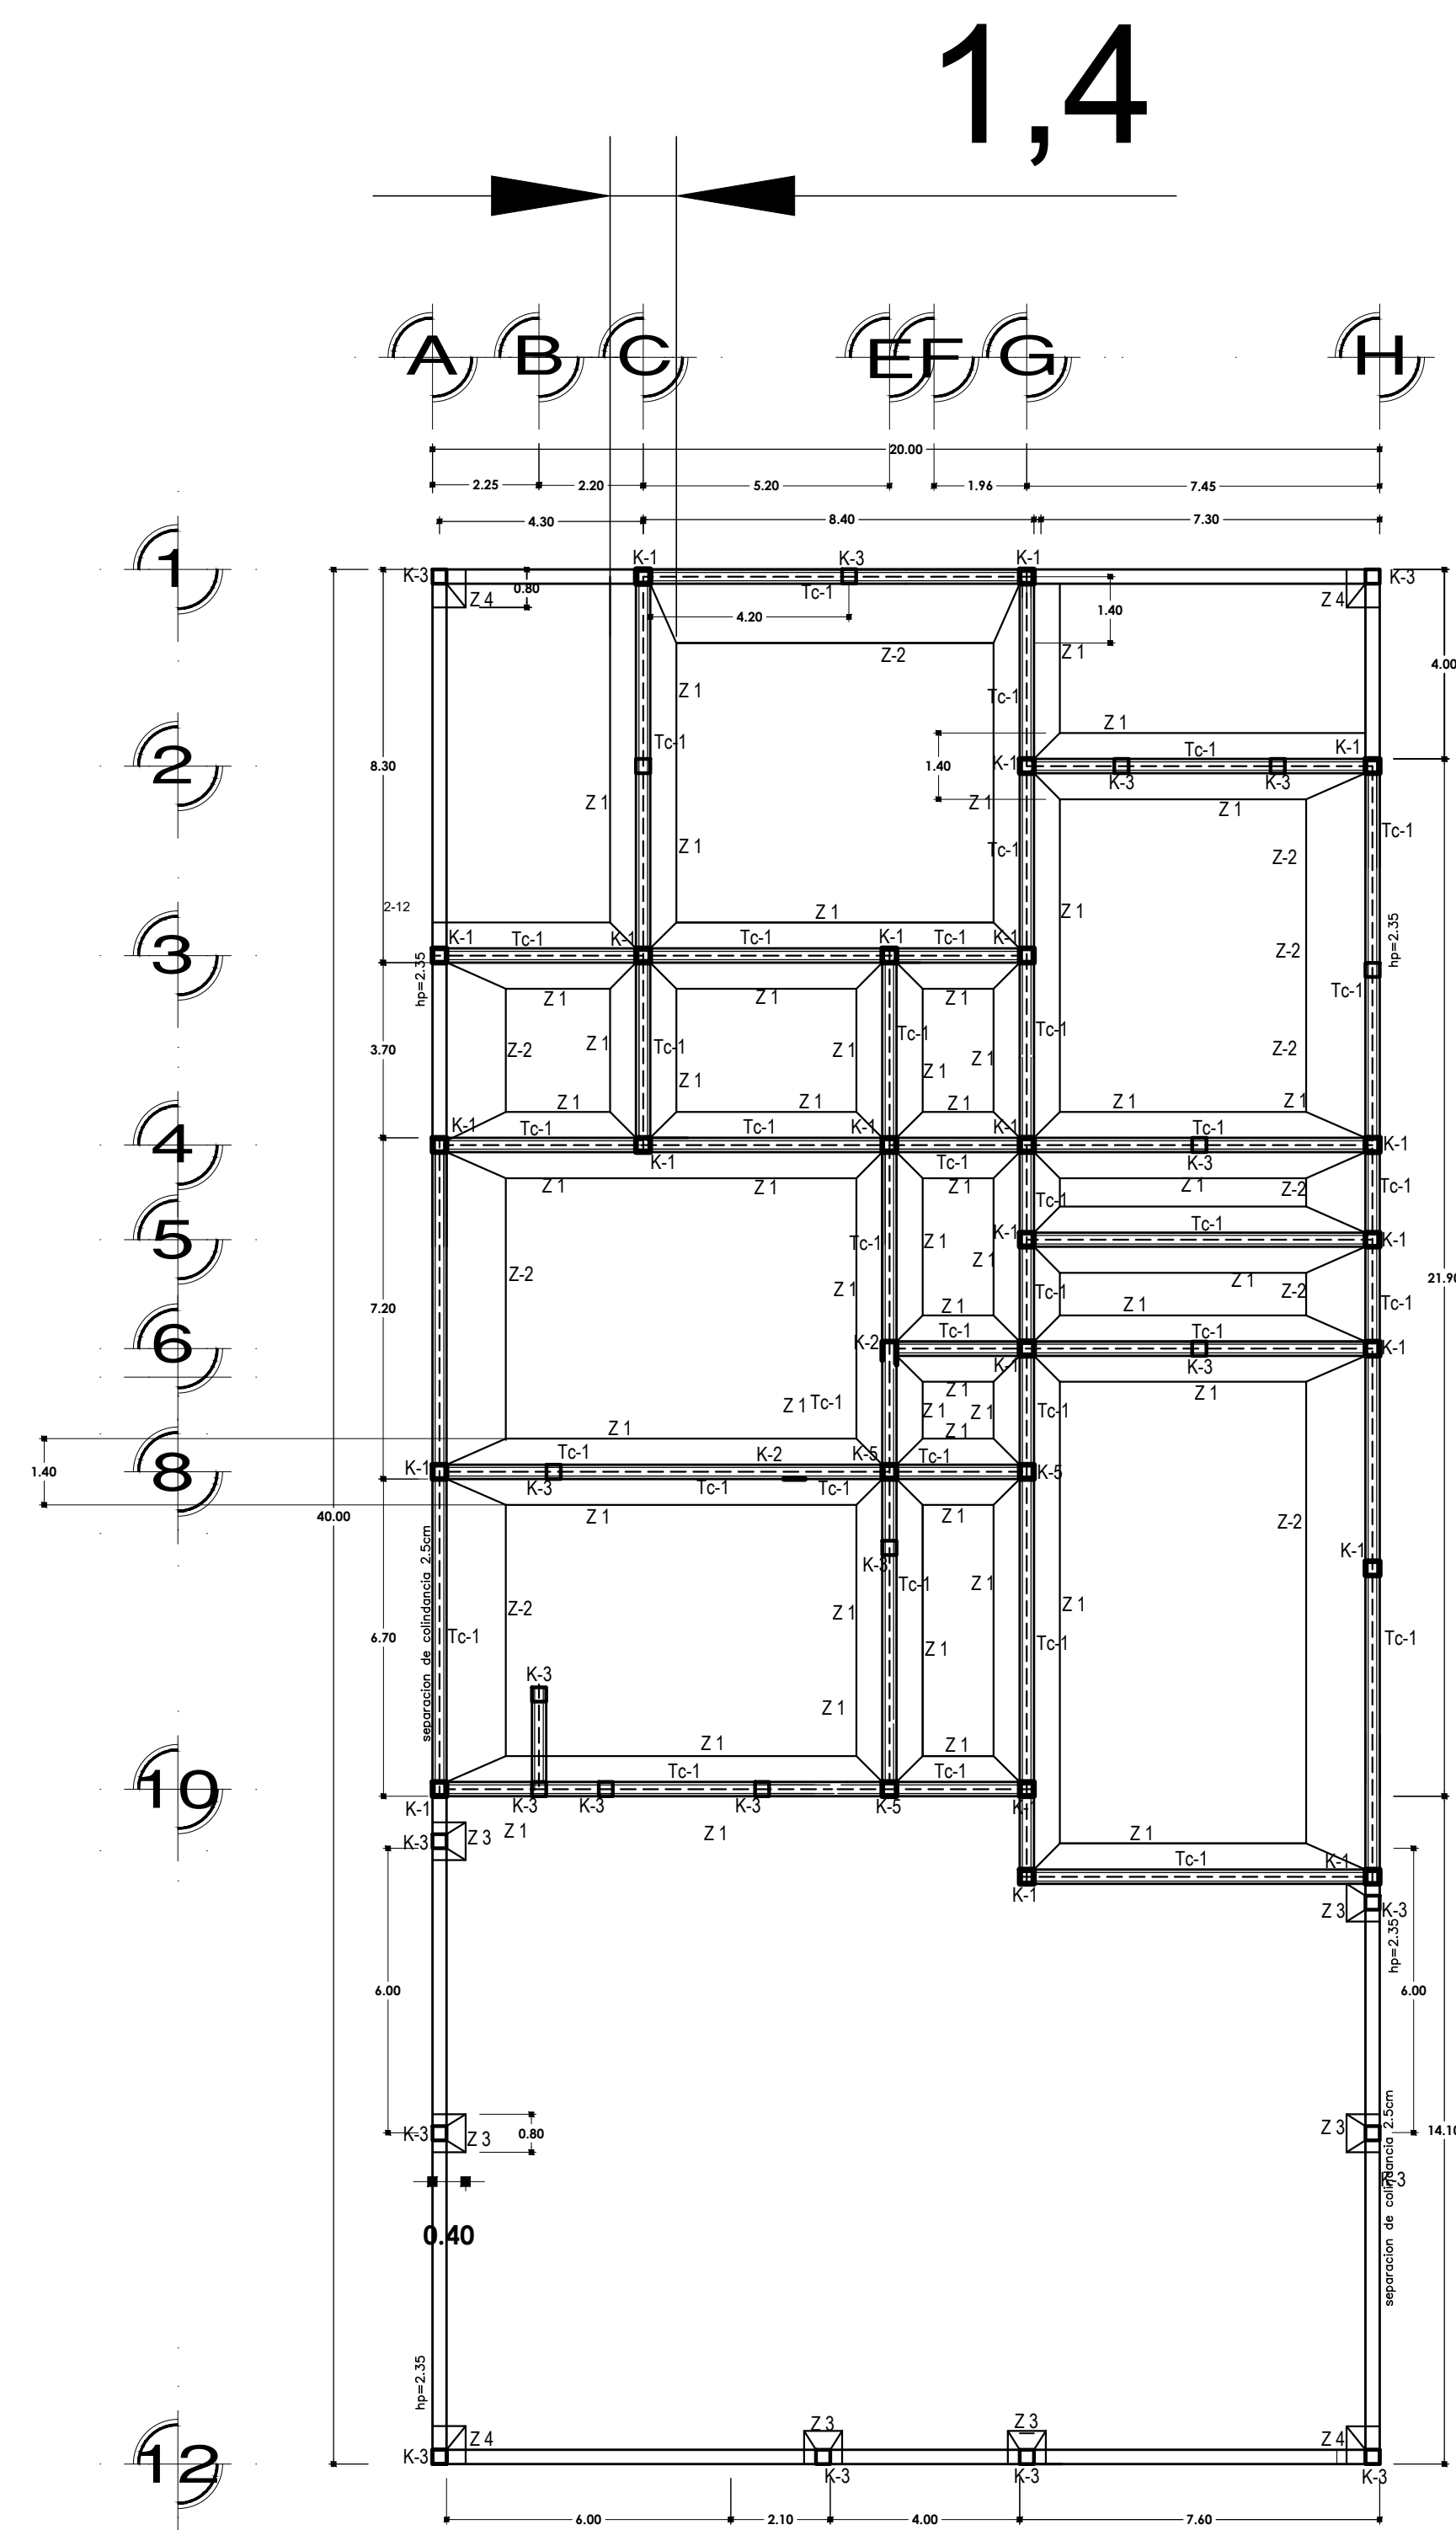 1,4
A B C E F G H
20.00
2.25 2.20 5.20 1.96 7.45
4.30 8.40 7.30
1
K-3 K-1 K-3 K-1 K-3
Z 4 0.80 Tc-1 Z 4
4.20 1.40
Z-2 Z 1
4.00
Z 1 Tc-1
Z 1
Tc-1 Tc-1 K-1
2
8.30 1.40 K-1
K-3 K-3
Z 1 Z 1 Z 1
Tc-1
Z 1 Tc-1 Z-2
2-12 Z 1 Z 1
hp=2.35
K-1 Tc-1 K-1 Tc-1 K-1 Tc-1 K-1
3
Z-2
hp=2.35
Z 1 Z 1 Z 1 Tc-1
3.70 Z-2 Z 1 Tc-1 Z 1 Tc-1 Z 1 Tc-1 Z-2
Z 1 Z 1
Z 1 Z 1 Z 1 Z 1 Z 1
K-1 Tc-1 Tc-1 K-1 K-1 Tc-1
4
K-1
K-1 Tc-1 K-3
Z 1 Z 1 Z 1 Tc-1 Z 1 Z-2 Tc-1
5
Tc-1 Z 1 K-1 Tc-1 K-1
Z-2 Z 1 Z 1 Tc-1 Z 1 Z-2 Tc-1
21.90
7.20 Z 1 Z 1
6
K-2 Tc-1 Tc-1 K-1
K-1 K-3
Z 1 Z 1
Z 1 Tc-1 Z 1 Z 1 Tc-1
Z 1 Z 1
8
1.40 K-1 Tc-1 K-2 K-5 Tc-1 K-5
K-3 Tc-1 Tc-1
40.00 Z 1 Z 1 Z-2
separacion de colindancia 2.5cm
K-3 K-1
Z-2 Z 1 Tc-1 Z 1 Z 1
6.70 Tc-1 Z 1 Tc-1 Tc-1
K-3 Z 1
Z 1 Z 1
10
Tc-1 Tc-1
K-1 K-3 K-3 K-3 K-5 K-1
K-3 Z 3 Z 1 Z 1 Z 1
Tc-1 K-1
K-1 Z 3 K-3
hp=2.35
6.00 6.00
K-3 Z 3 0.80 Z 3 14.10
K-3
separacion de colindancia 2.5cm
0.40
hp=2.35
12
K-3 Z 4 Z 3 Z 3 Z 4
K-3 K-3 K-3
6.00 2.10 4.00 7.60